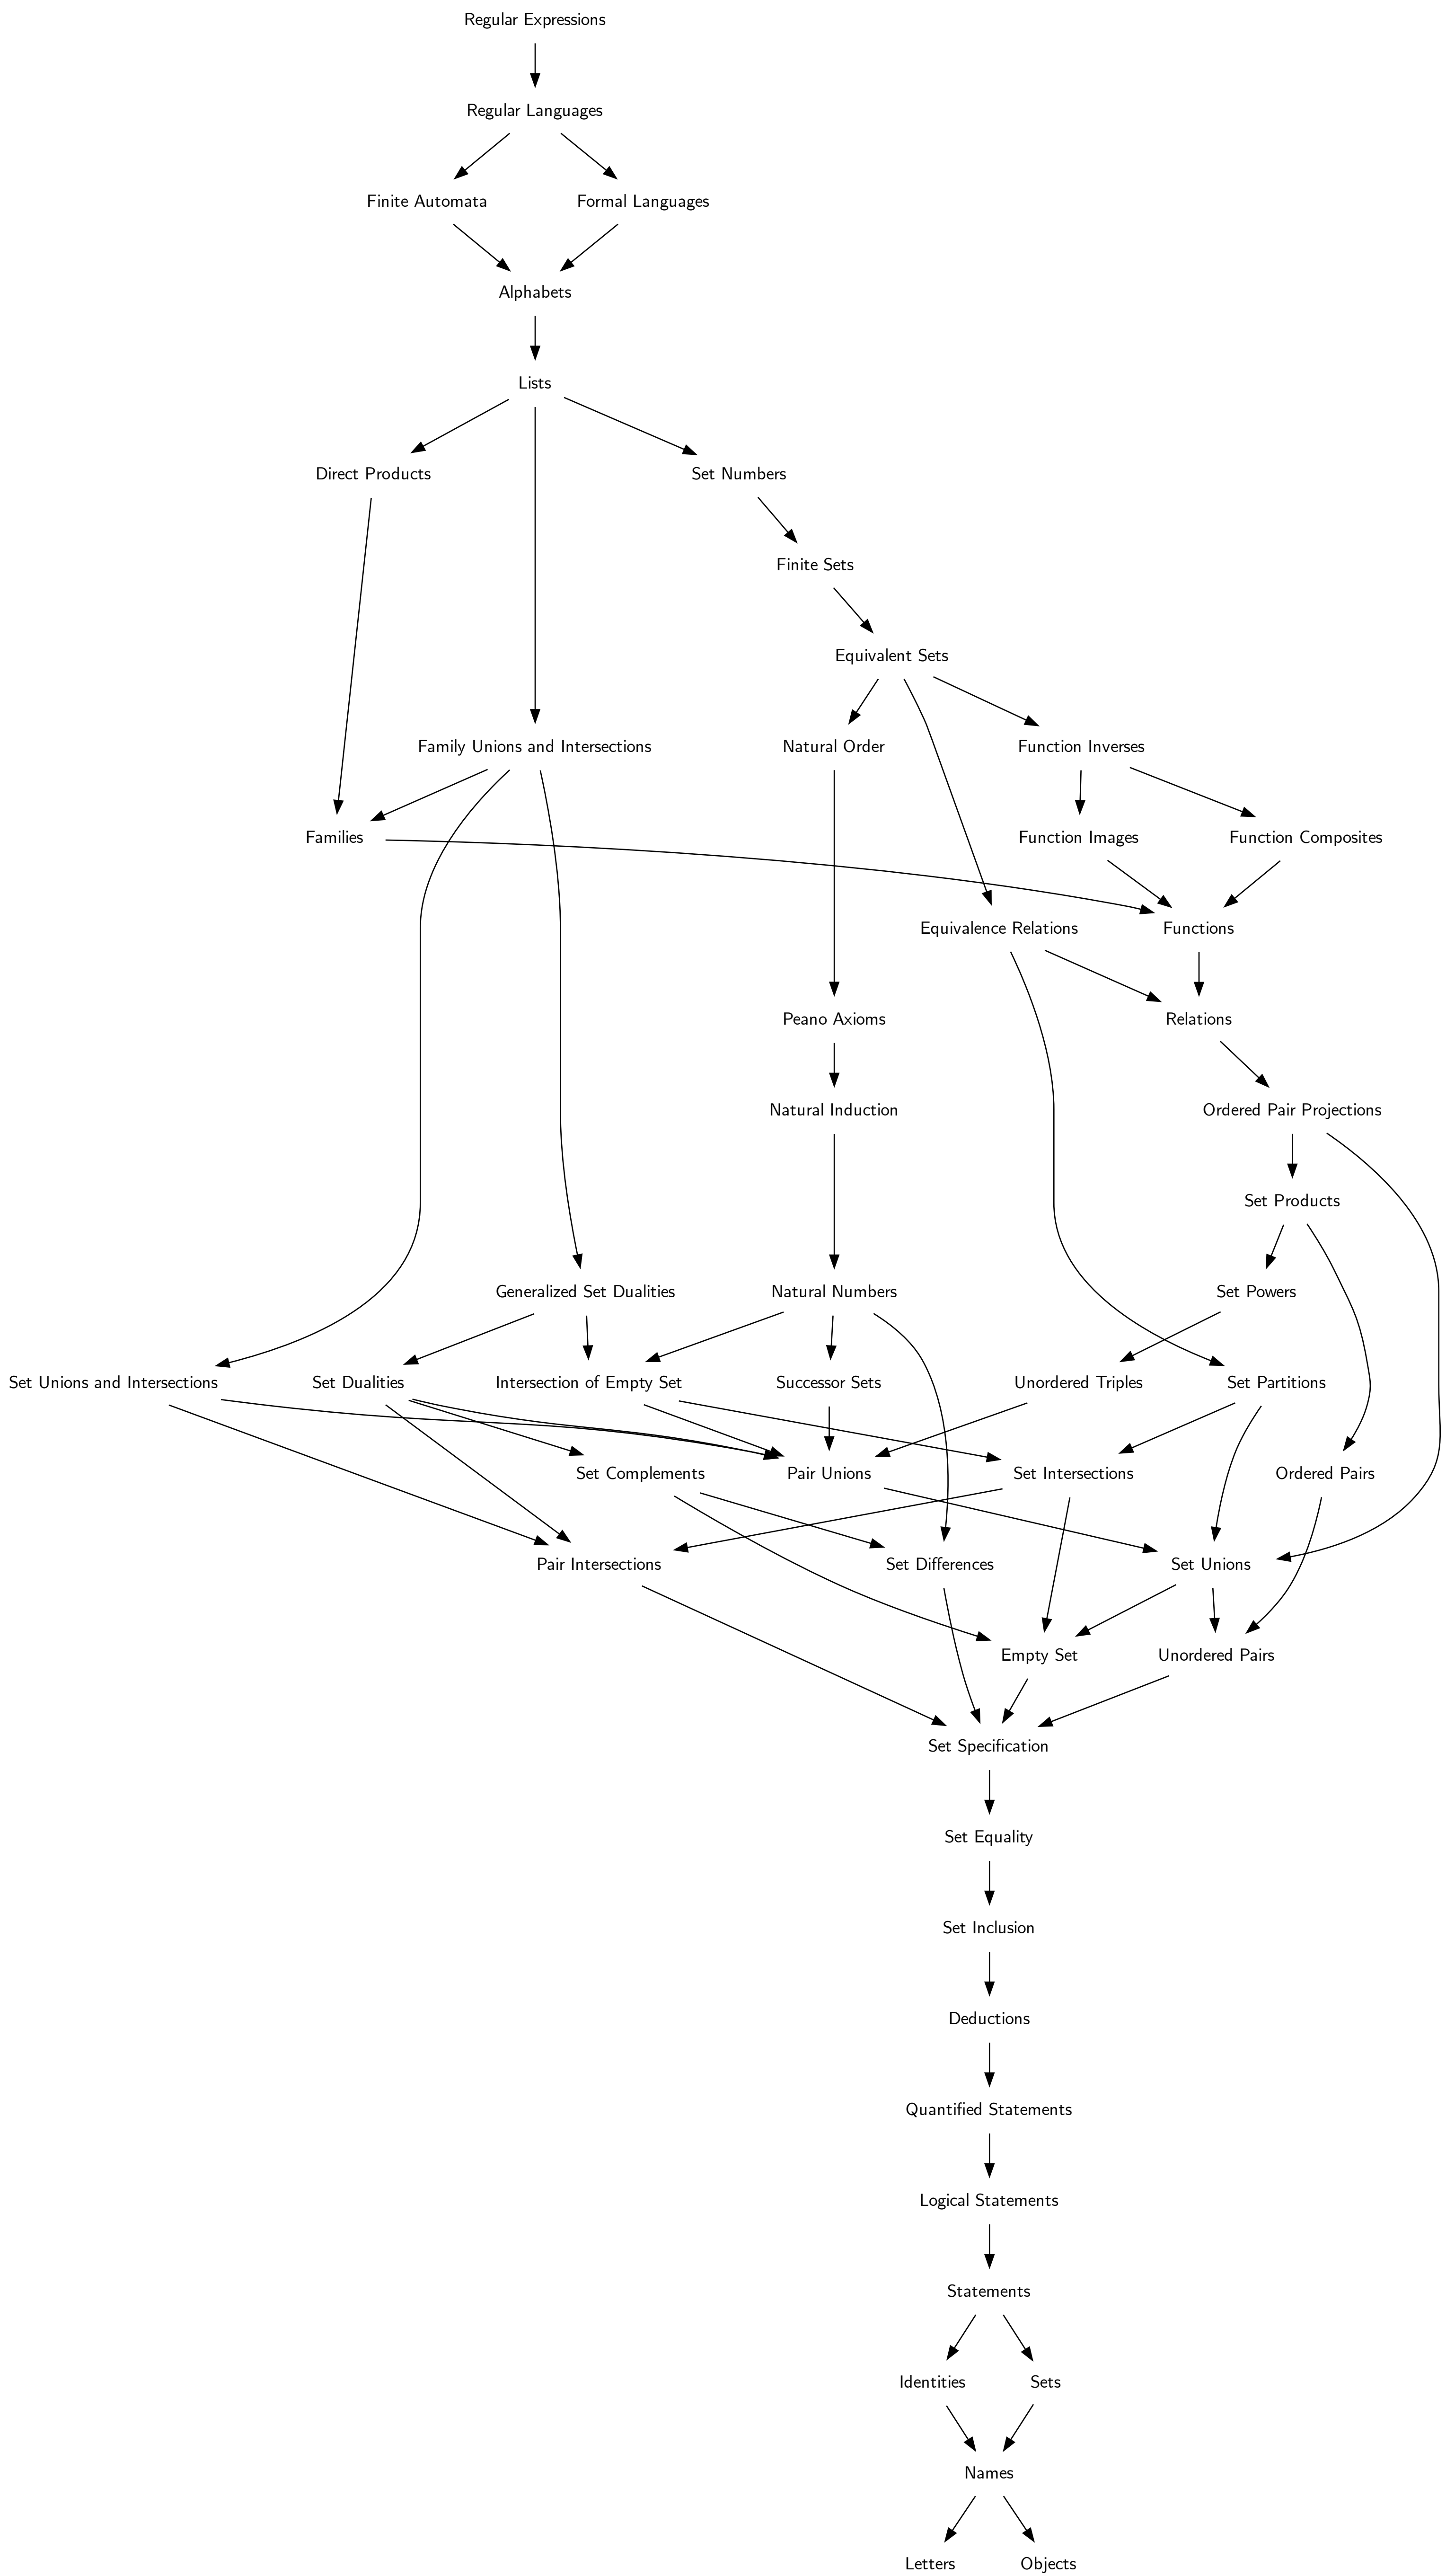 Regular Expressions
Regular Languages
Finite Automata
Formal Languages
Alphabets
Lists
Direct Products
Set Numbers
Finite Sets
Equivalent Sets
Family Unions and Intersections
Natural Order
Function Inverses
Families
Function Images
Function Composites
Equivalence Relations
Functions
Peano Axioms
Relations
Natural Induction
Ordered Pair Projections
Set Products
Generalized Set Dualities
Natural Numbers
Set Powers
Set Unions and Intersections
Set Dualities
Intersection of Empty Set
Successor Sets
Unordered Triples
Set Partitions
Set Complements
Pair Unions
Set Intersections
Ordered Pairs
Pair Intersections
Set Differences
Set Unions
Empty Set
Unordered Pairs
Set Specification
Set Equality
Set Inclusion
Deductions
Quantified Statements
Logical Statements
Statements
Identities
Sets
Names
Letters
Objects